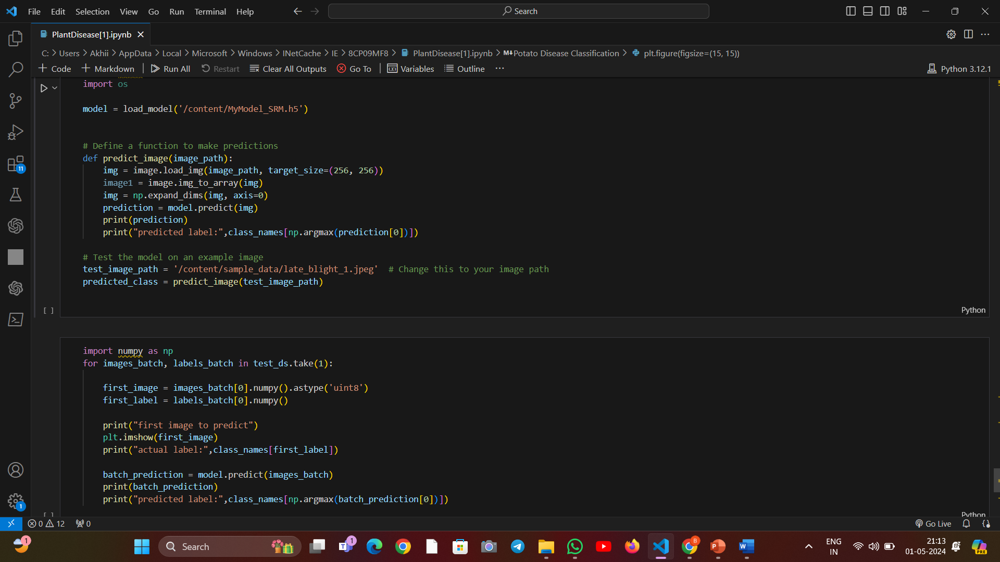 File Edit Selection View Go Run Terminal Help Search
PlantDisease[1].ipynb
C: > Users > Akhii > AppData > Local > Microsoft > Windows > INetCache > IE > 8CP09MF8 > PlantDisease[1].ipynb > M↓Potato Disease Classification > plt.figure(figsize=(15, 15))
+ Code + Markdown | Run All Restart Clear All Outputs Go To | Variables Outline ... Python 3.12.1
import os
model = load_model('/content/MyModel_SRM.h5')
# Define a function to make predictions
def predict_image(image_path):
    img = image.load_img(image_path, target_size=(256, 256))
    image1 = image.img_to_array(img)
    img = np.expand_dims(img, axis=0)
    prediction = model.predict(img)
    print(prediction)
    print("predicted label:",class_names[np.argmax(prediction[0])])
# Test the model on an example image
test_image_path = '/content/sample_data/late_blight_1.jpeg'  # Change this to your image path
predicted_class = predict_image(test_image_path)
[ ] Python
import numpy as np
for images_batch, labels_batch in test_ds.take(1):
    first_image = images_batch[0].numpy().astype('uint8')
    first_label = labels_batch[0].numpy()
    print("first image to predict")
    plt.imshow(first_image)
    print("actual label:",class_names[first_label])
    batch_prediction = model.predict(images_batch)
    print(batch_prediction)
    print("predicted label:",class_names[np.argmax(batch_prediction[0])])
[ ] Python
11
1
0 12 0 Go Live
1 Search 1 B ENG 21:13
IN 01-05-2024 PRE